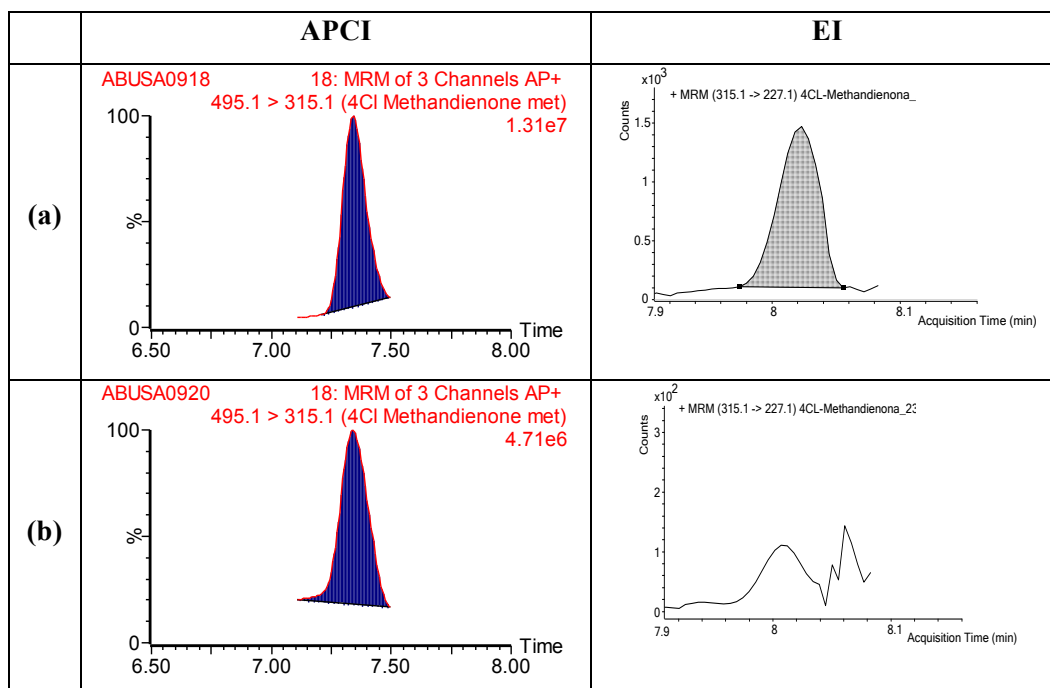 APCI
EI
(a)
ABUSA0918 18: MRM of 3 Channels AP+
495.1 > 315.1 (4Cl Methandienone met)
1.31e7
100
%
0
Time
6.50 7.00 7.50 8.00
x10³
+ MRM (315.1 -> 227.1) 4CL-Methandienona_
Counts
1.5
1
0.5
0
7.9 8 8.1
Acquisition Time (min)
(b)
ABUSA0920 18: MRM of 3 Channels AP+
495.1 > 315.1 (4Cl Methandienone met)
4.71e6
100
%
0
Time
6.50 7.00 7.50 8.00
x10²
+ MRM (315.1 -> 227.1) 4CL-Methandienona_23
Counts
3
2
1
0
7.9 8 8.1
Acquisition Time (min)